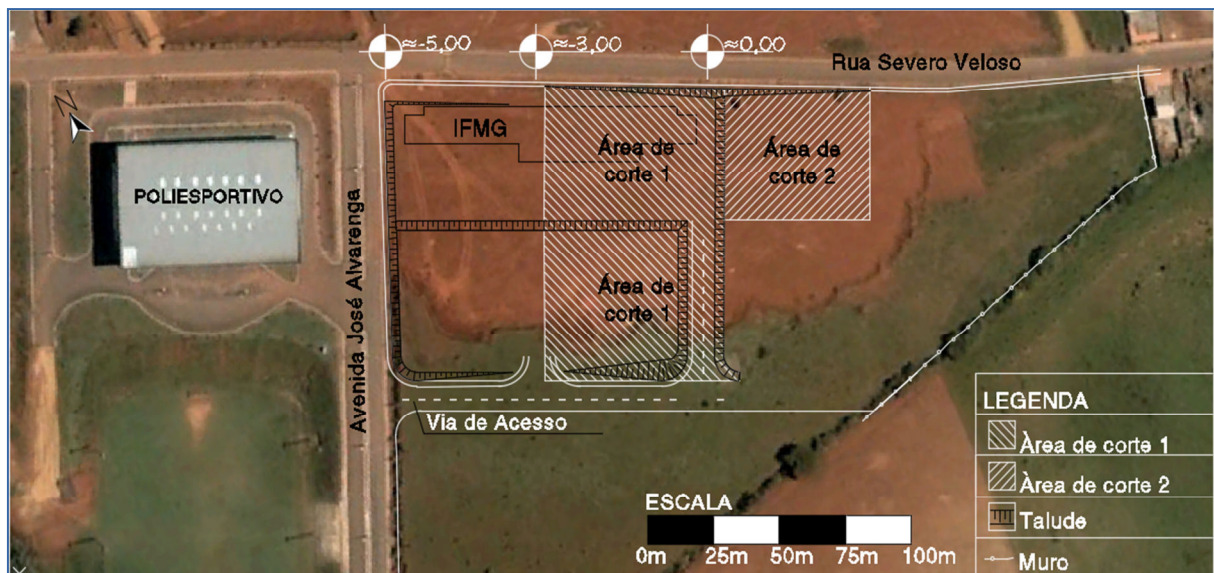 ≈-5,00
≈-3,00
≈0,00
Rua Severo Veloso
N
IFMG
Área de
corte 1
Área de
corte 2
POLIESPORTIVO
Avenida José Alvarenga
Área de
corte 1
Via de Acesso
ESCALA
0m 25m 50m 75m 100m
LEGENDA
Àrea de corte 1
Àrea de corte 2
Talude
Muro